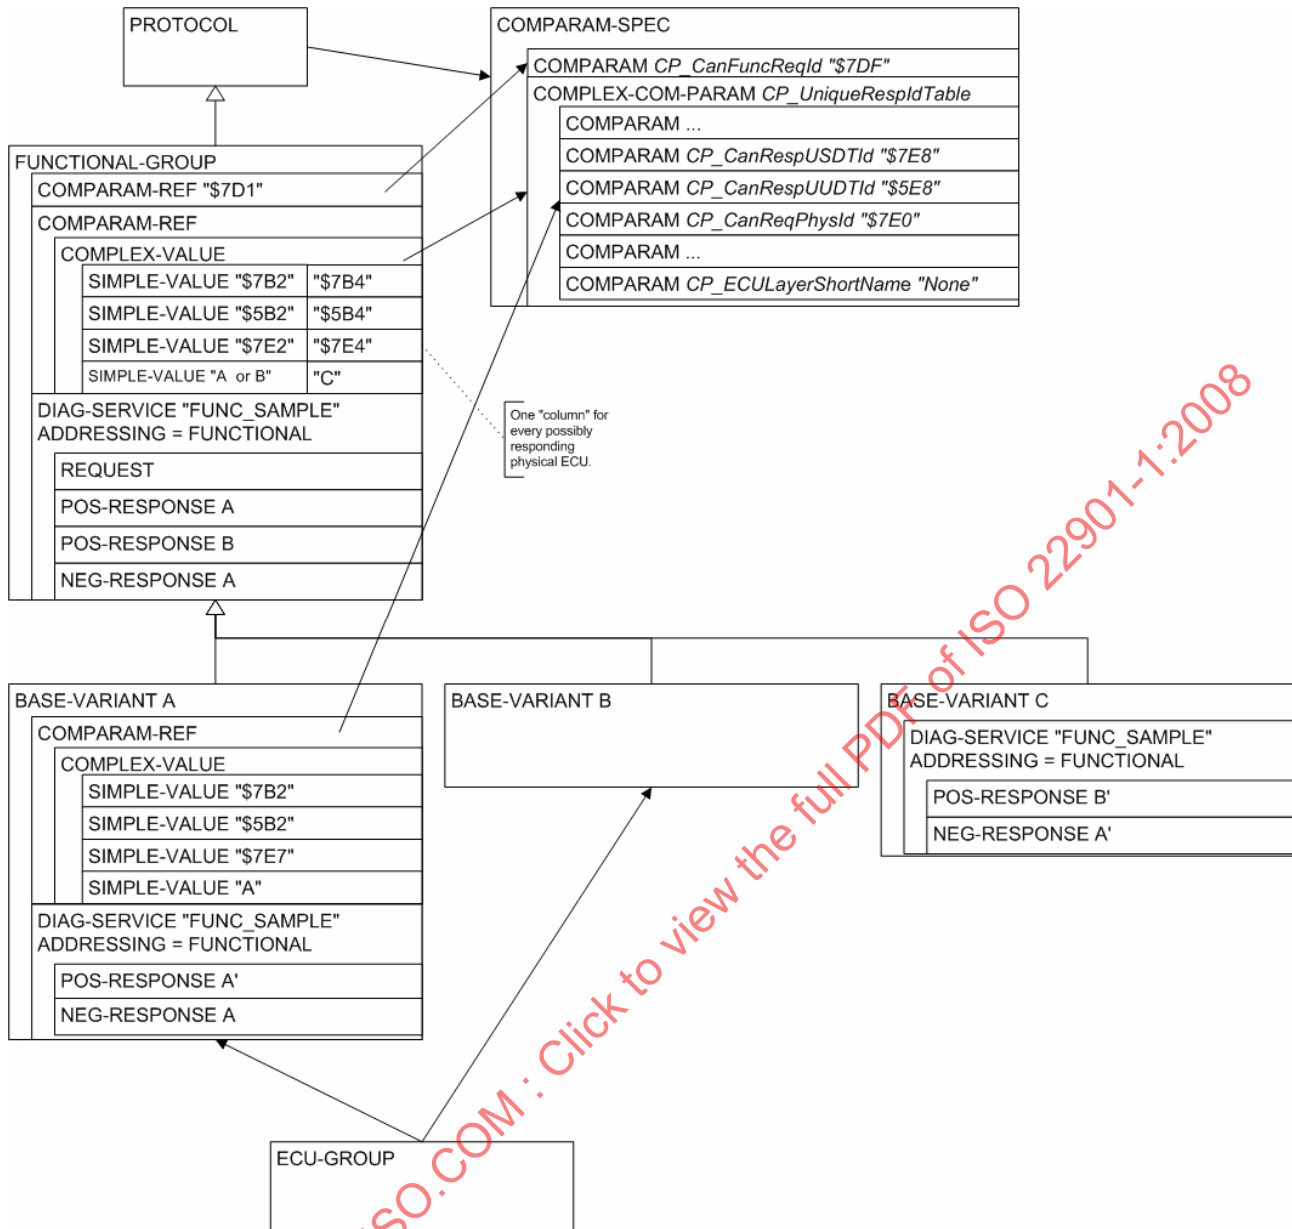 PROTOCOL
COMPARAM-SPEC
COMPARAM CP_CanFuncReqId "$7DF"
COMPLEX-COM-PARAM CP_UniqueRespIdTable
COMPARAM ...
COMPARAM CP_CanRespUSDTId "$7E8"
COMPARAM CP_CanRespUUDTId "$5E8"
COMPARAM CP_CanReqPhysId "$7E0"
COMPARAM ...
COMPARAM CP_ECULayerShortName "None"
FUNCTIONAL-GROUP
COMPARAM-REF "$7D1"
COMPARAM-REF
COMPLEX-VALUE
SIMPLE-VALUE "$7B2" "$7B4"
SIMPLE-VALUE "$5B2" "$5B4"
SIMPLE-VALUE "$7E2" "$7E4"
SIMPLE-VALUE "A or B" "C"
DIAG-SERVICE "FUNC_SAMPLE"
ADDRESSING = FUNCTIONAL
REQUEST
POS-RESPONSE A
POS-RESPONSE B
NEG-RESPONSE A
One "column" for
every possibly
responding
physical ECU.
BASE-VARIANT A
COMPARAM-REF
COMPLEX-VALUE
SIMPLE-VALUE "$7B2"
SIMPLE-VALUE "$5B2"
SIMPLE-VALUE "$7E7"
SIMPLE-VALUE "A"
DIAG-SERVICE "FUNC_SAMPLE"
ADDRESSING = FUNCTIONAL
POS-RESPONSE A'
NEG-RESPONSE A
BASE-VARIANT B
BASE-VARIANT C
DIAG-SERVICE "FUNC_SAMPLE"
ADDRESSING = FUNCTIONAL
POS-RESPONSE B'
NEG-RESPONSE A'
ECU-GROUP
ISO.COM : Click to view the full PDF of ISO 22901-1:2008